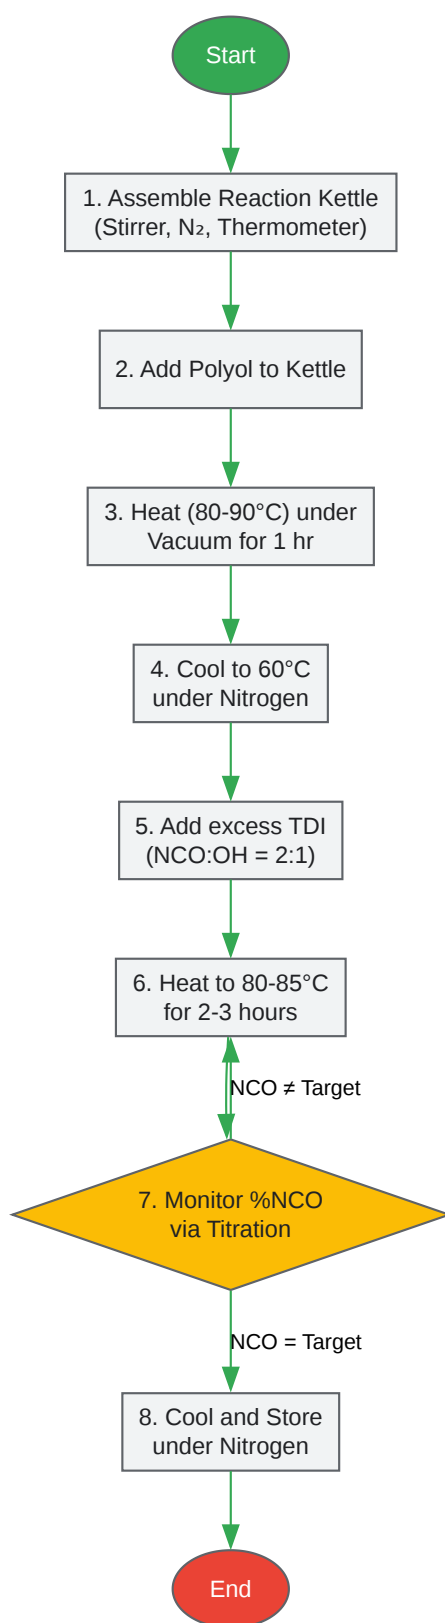 Start
1. Assemble Reaction Kettle
(Stirrer, N₂, Thermometer)
2. Add Polyol to Kettle
3. Heat (80-90°C) under
Vacuum for 1 hr
4. Cool to 60°C
under Nitrogen
5. Add excess TDI
(NCO:OH = 2:1)
6. Heat to 80-85°C
for 2-3 hours
NCO ≠ Target
7. Monitor %NCO
via Titration
NCO = Target
8. Cool and Store
under Nitrogen
End